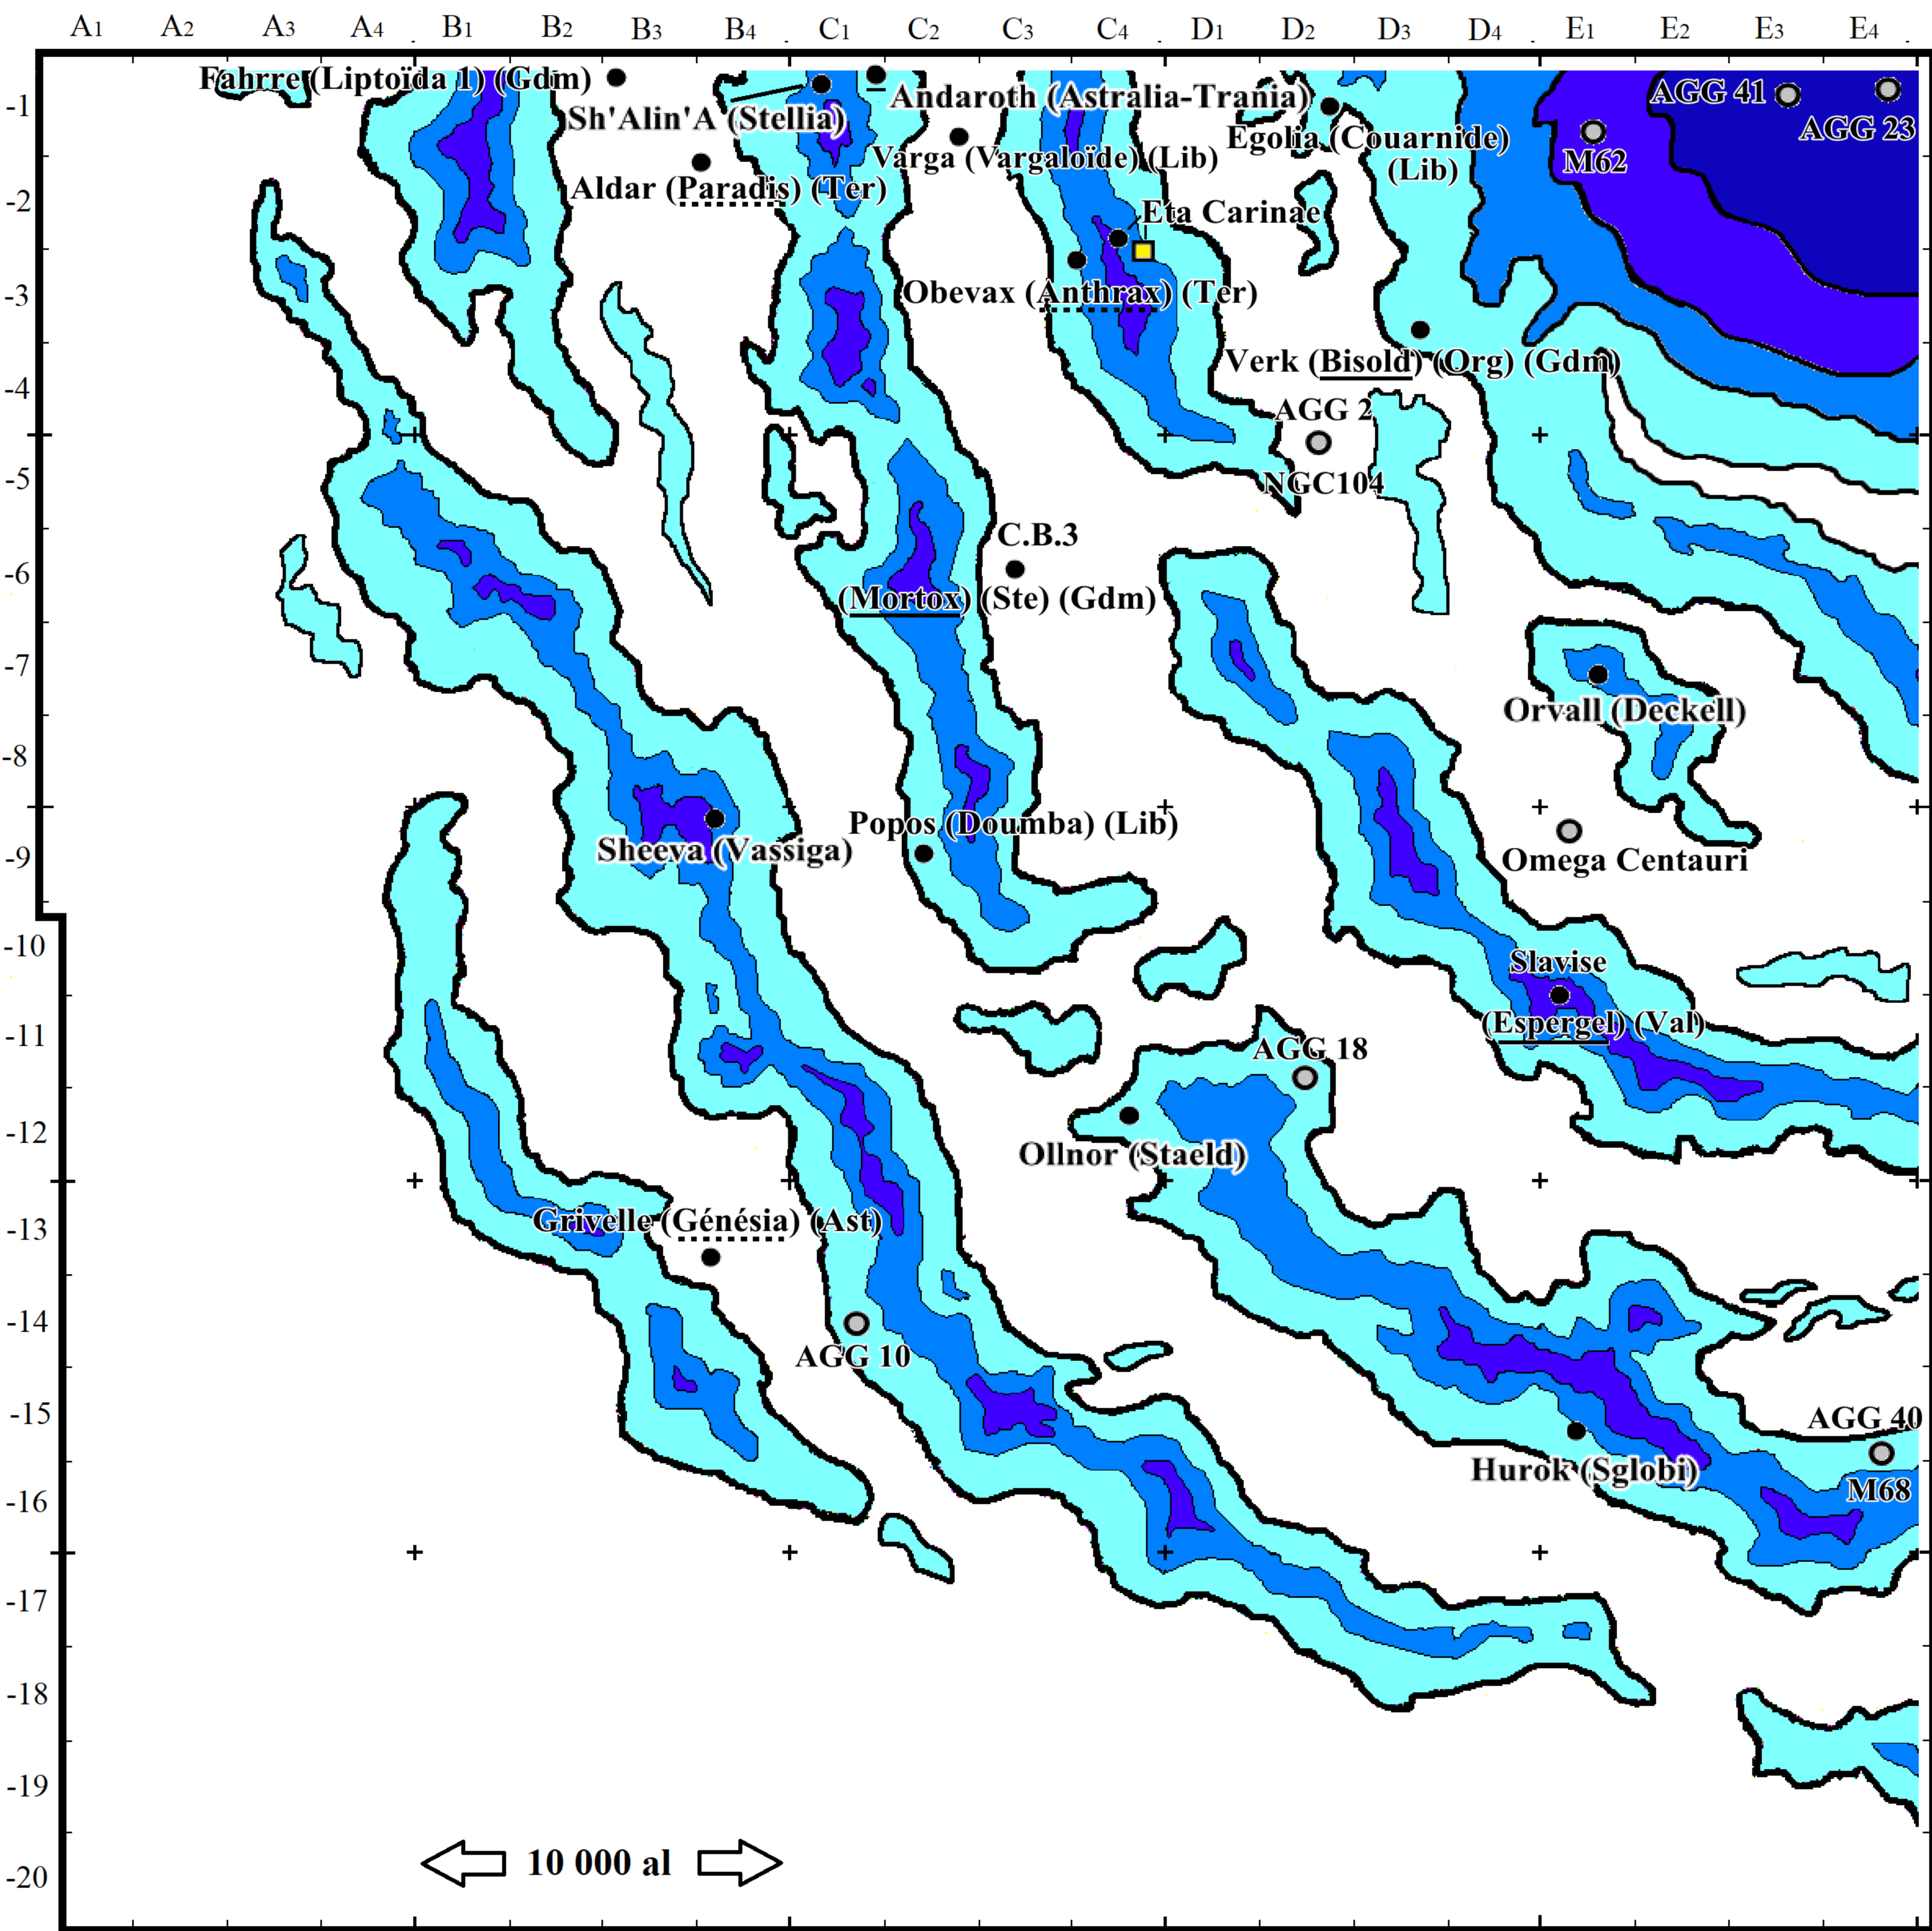 A1 A2 A3 A4 B1 B2 B3 B4 C1 C2 C3 C4 D1 D2 D3 D4 E1 E2 E3 E4
Fahrre (Liptoïda 1) (Gdm)
Sh'Alin'A (Stellia)
Andaroth (Astralia-Trania)
AGG 41
AGG 23
-1
Varga (Vargaloïde) (Lib)
Egolia (Couarnide)
(Lib)
M62
Aldar (Paradis) (Ter)
-2
Eta Carinae
-3
Obevax (Anthrax) (Ter)
Verk (Bisold) (Org) (Gdm)
-4
AGG 2
NGC104
-5
C.B.3
-6
(Mortox) (Ste) (Gdm)
-7
Orvall (Deckell)
-8
Popos (Doumba) (Lib)
Sheeva (Vassiga)
-9
Omega Centauri
-10
Slavise
(Espergel) (Val)
-11
AGG 18
-12
Ollnor (Staeld)
-13
Grivelle (Génésia) (Ast)
-14
AGG 10
-15
AGG 40
Hurok (Sglobi)
M68
-16
-17
-18
-19
10 000 al
-20